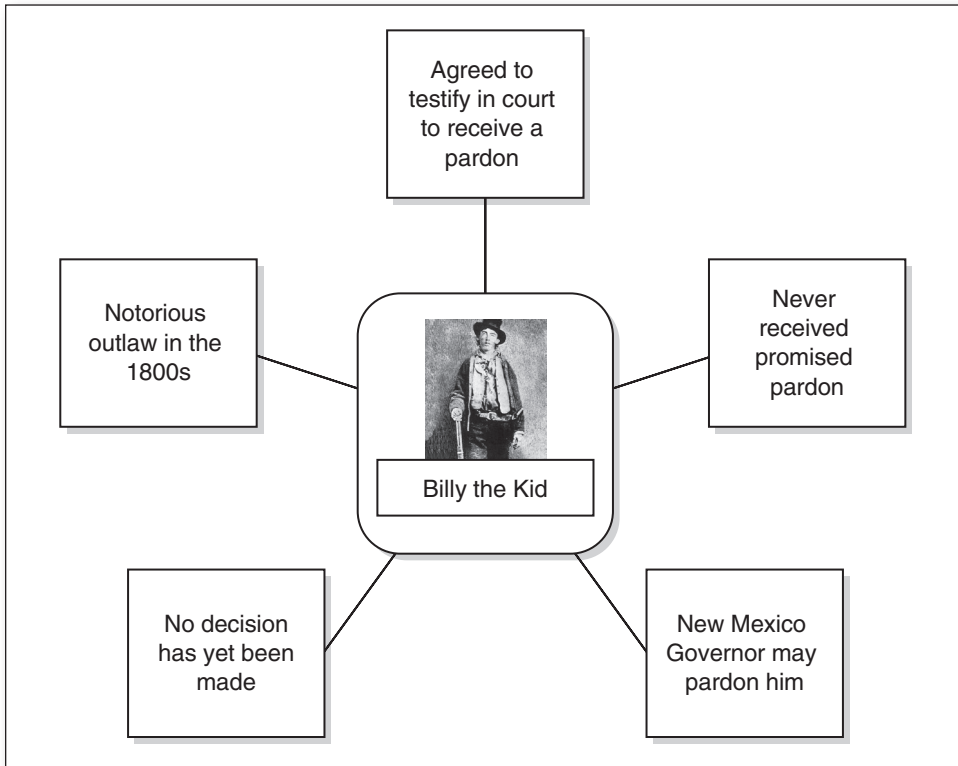 Agreed to
testify in court
to receive a
pardon
Notorious
outlaw in the
1800s
Never
received
promised
pardon
Billy the Kid
No decision
has yet been
made
New Mexico
Governor may
pardon him